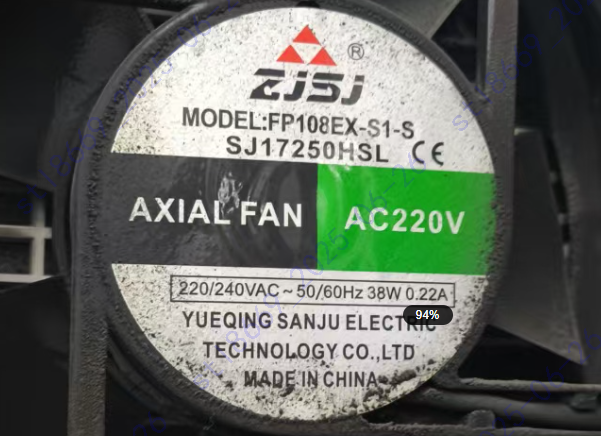 ®
ZJSJ
MODEL:FP108EX-S1-S
SJ17250HSL CE
AXIAL FAN
AC220V
220/240VAC ~ 50/60Hz 38W 0.22A
94%
YUEQING SANJU ELECTRIC
TECHNOLOGY CO.,LTD
MADE IN CHINA